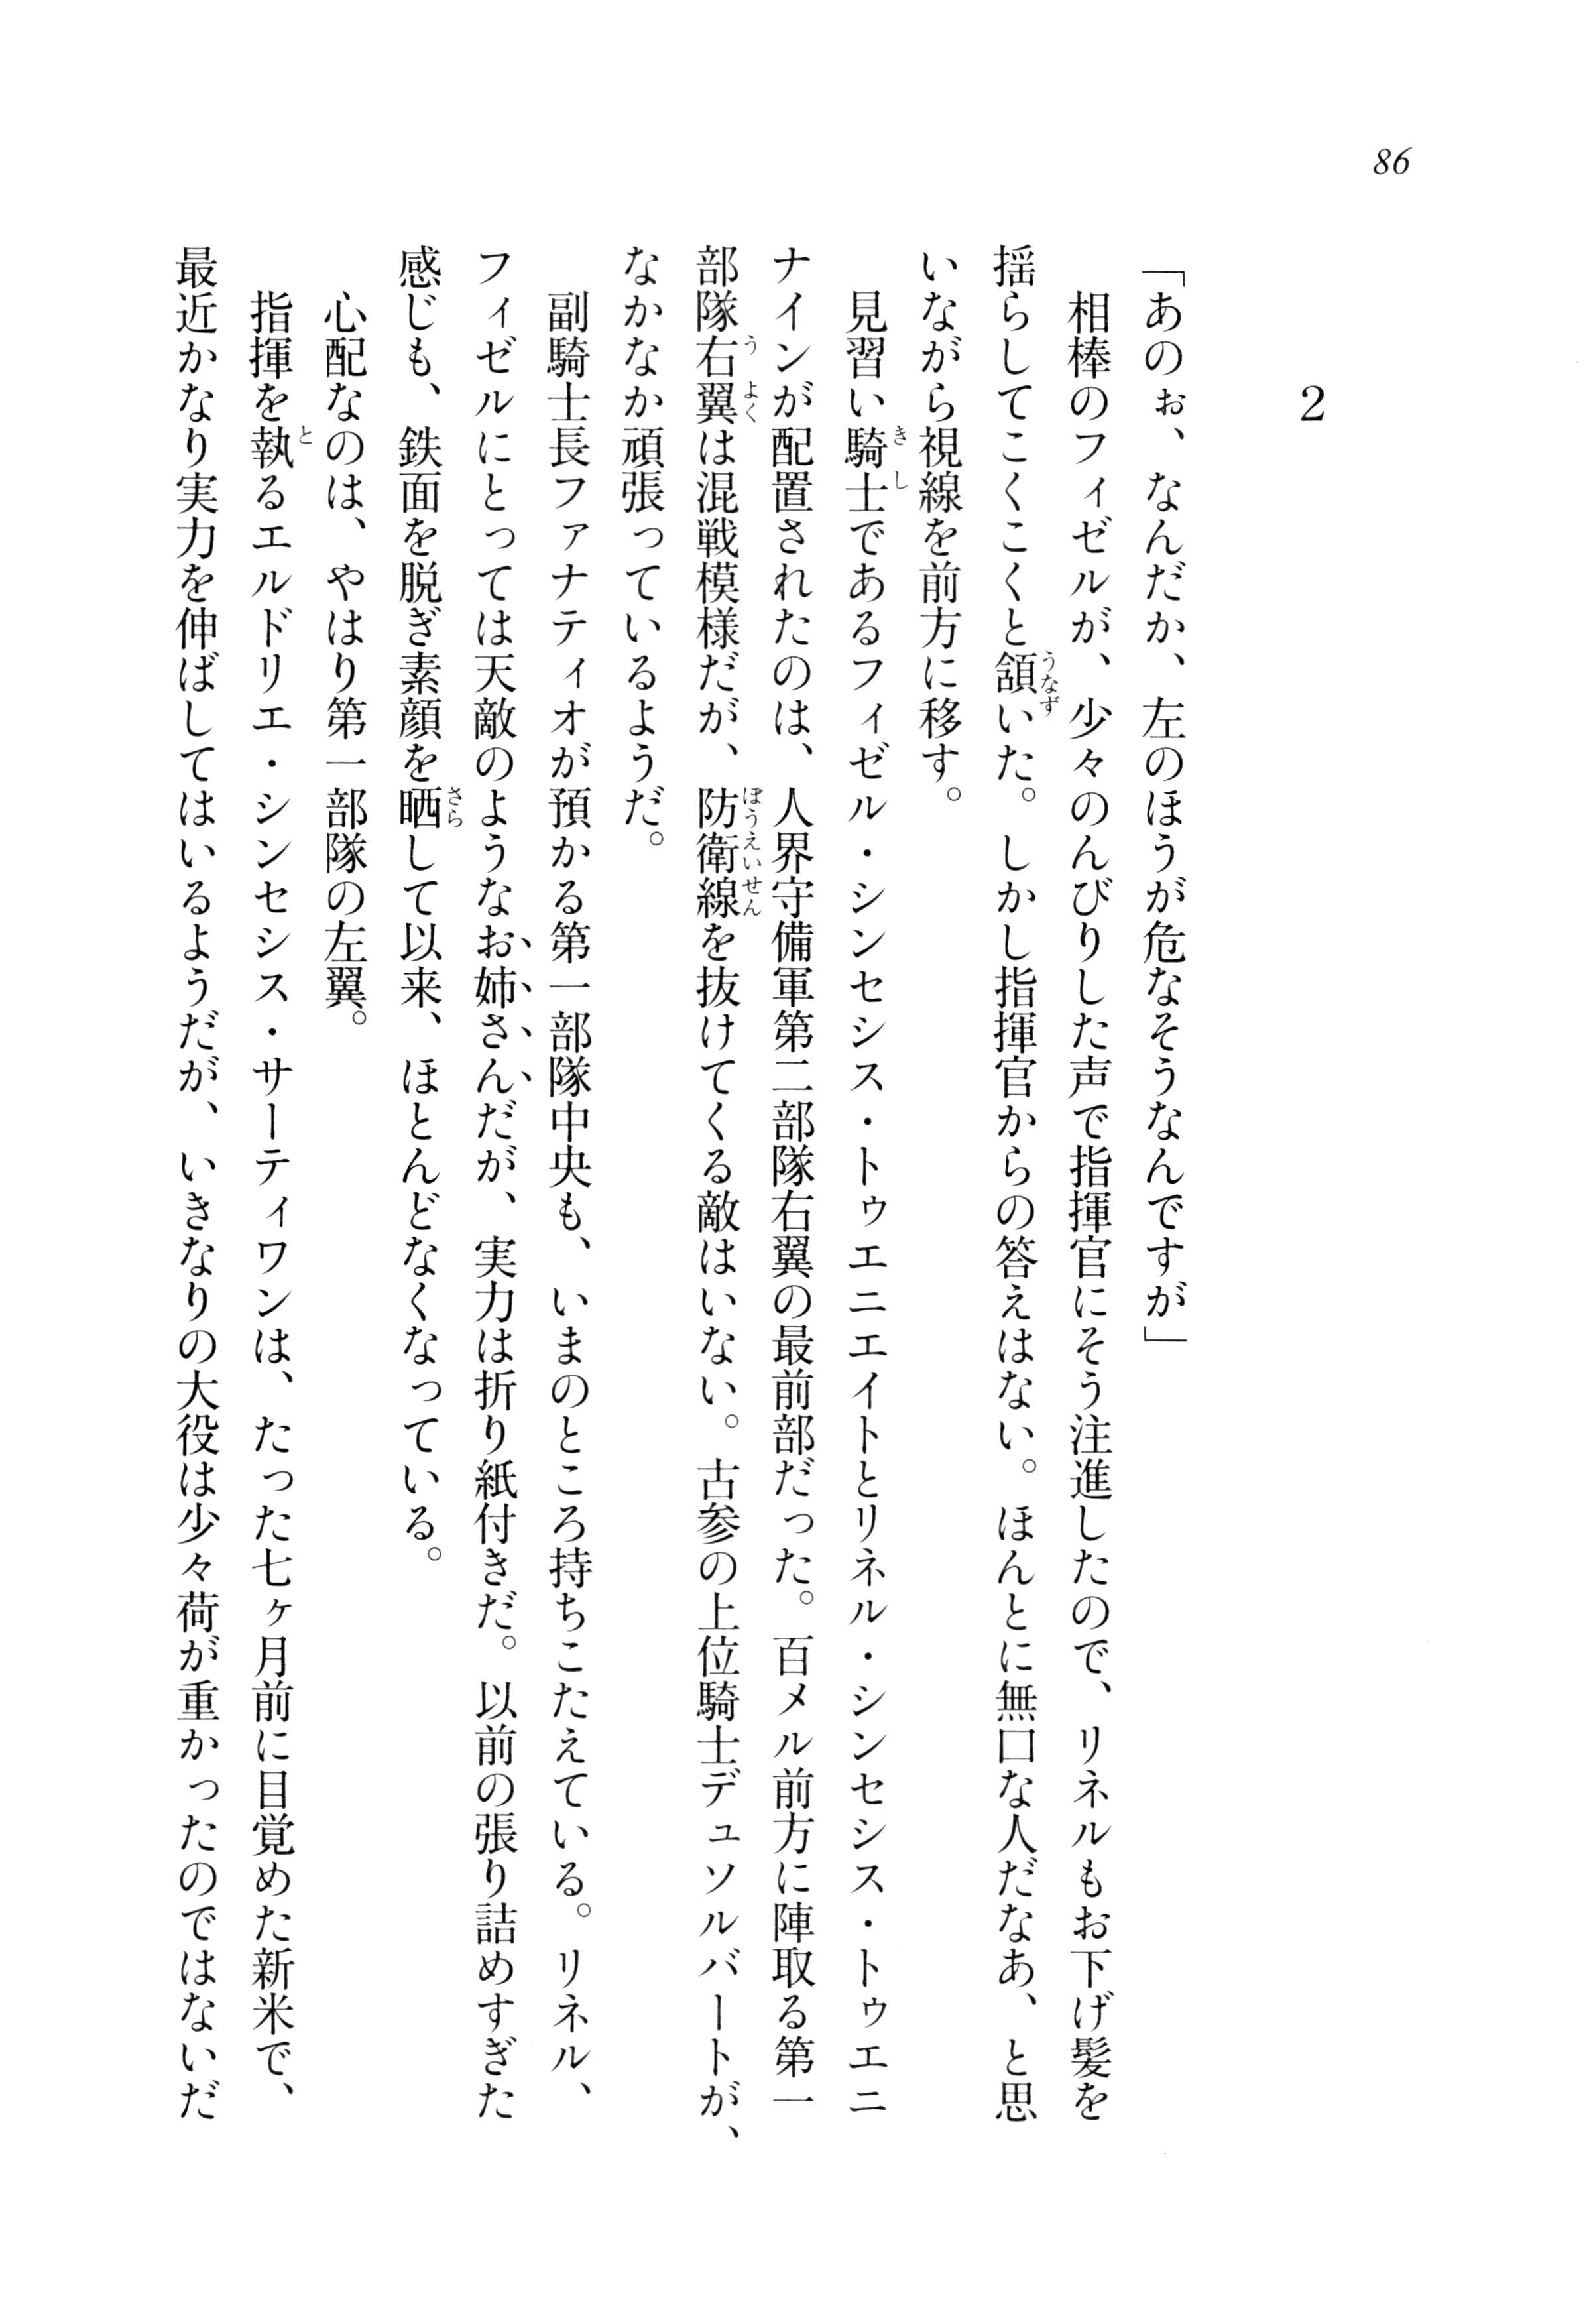 86
2
「あのぉ、なんだか、左のほうが危なそうなんですが」
相棒のフィゼルが、少々のんびりした声で指揮官にそう注進したので、リネルもお下げ髪を
揺らしてこくこくと頷いた。しかし指揮官からの答えはない。ほんとに無口な人だなあ、と思
いながら視線を前方に移す。
見習い騎士であるフィゼル・シンセシス・トゥエニエイトとリネル・シンセシス・トゥエニ
ナインが配置されたのは、人界守備軍第二部隊右翼の最前部だった。百メル前方に陣取る第一
部隊右翼は混戦模様だが、防衛線を抜けてくる敵はいない。古参の上位騎士デュソルバートが、
なかなか頑張っているようだ。
副騎士長ファナティオが預かる第一部隊中央も、いまのところ持ちこたえている。リネル、
フィゼルにとっては天敵のようなお姉さんだが、実力は折り紙付きだ。以前の張り詰めすぎた
感じも、鉄面を脱ぎ素顔を晒して以来、ほとんどなくなっている。
心配なのは、やはり第一部隊の左翼。
指揮を執るエルドリエ・シンセシス・サーティワンは、たった七ヶ月前に目覚めた新米で、
最近かなり実力を伸ばしてはいるようだが、いきなりの大役は少々荷が重かったのではないだ